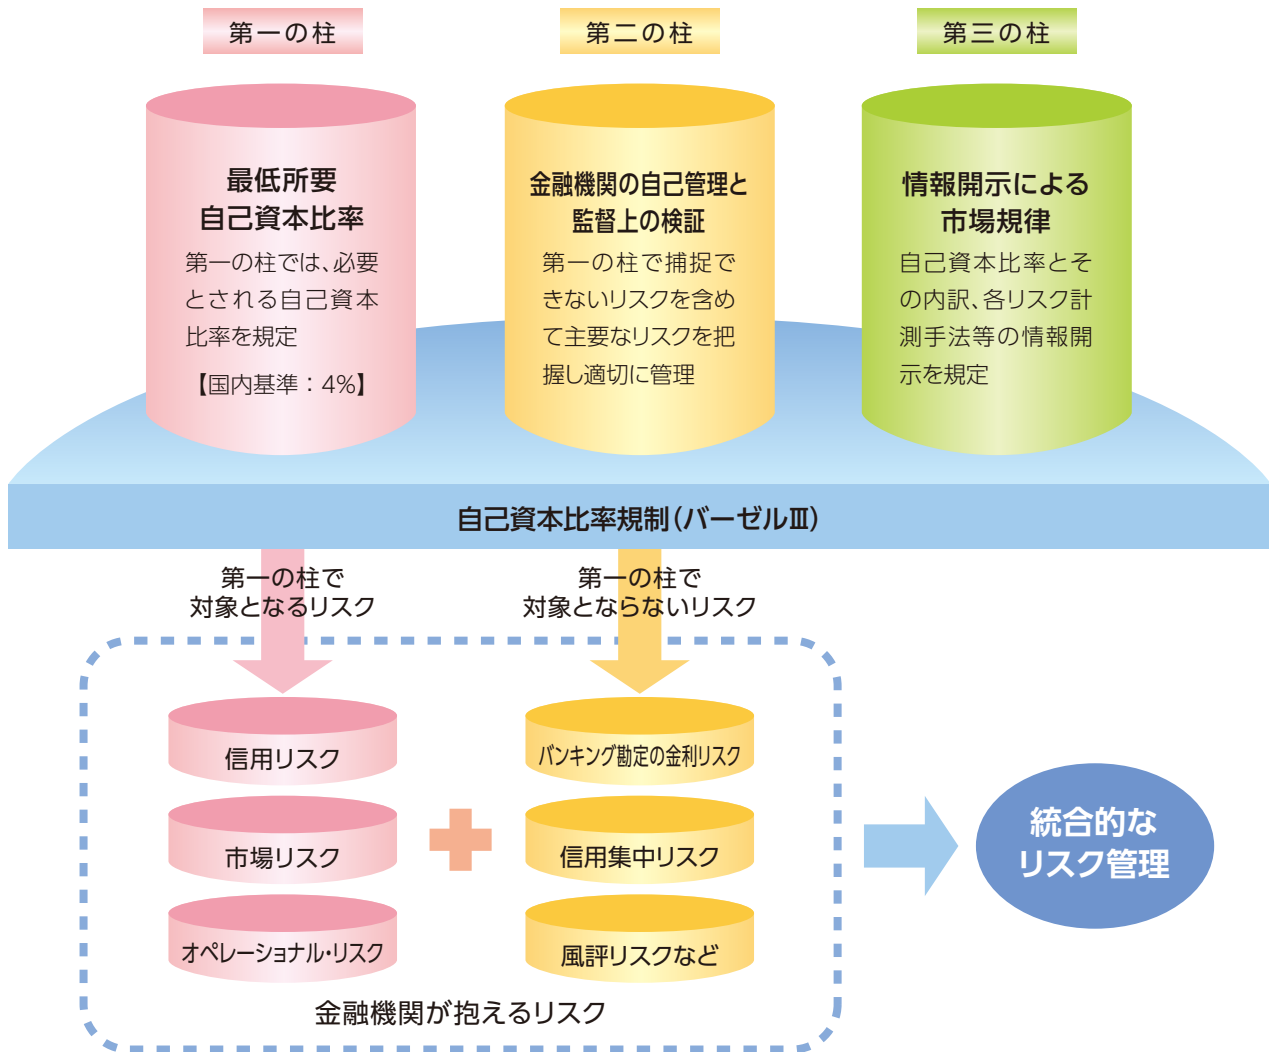 第一の柱
第二の柱
第三の柱
最低所要
自己資本比率
第一の柱では、必要
とされる自己資本
比率を規定
【国内基準：4%】
金融機関の自己管理と
監督上の検証
第一の柱で捕捉で
きないリスクを含め
て主要なリスクを把
握し適切に管理
情報開示による
市場規律
自己資本比率とそ
の内訳、各リスク計
測手法等の情報開
示を規定
自己資本比率規制（バーゼルⅢ）
第一の柱で
対象となるリスク
第一の柱で
対象とならないリスク
信用リスク
市場リスク
オペレーショナル・リスク
バンキング勘定の金利リスク
信用集中リスク
風評リスクなど
金融機関が抱えるリスク
統合的な
リスク管理